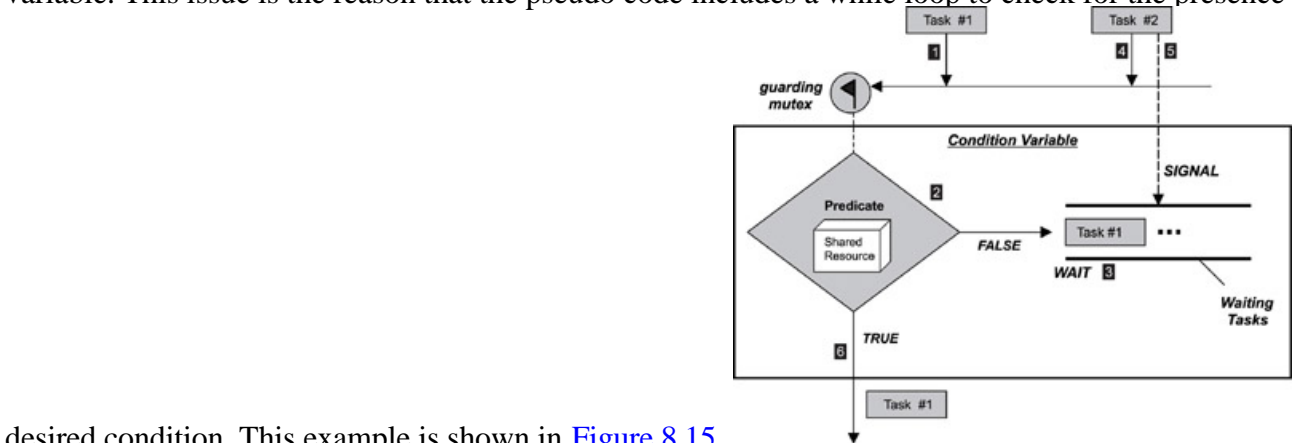 variable. This issue is the reason that the pseudo code includes a while loop to check for the presence
Task #1
Task #2
1
4
5
guarding
mutex
Condition Variable
SIGNAL
2
Predicate
Shared
Resource
FALSE
Task #1 ...
WAIT 3
Waiting
Tasks
TRUE
6
Task #1
desired condition. This example is shown in Figure 8.15